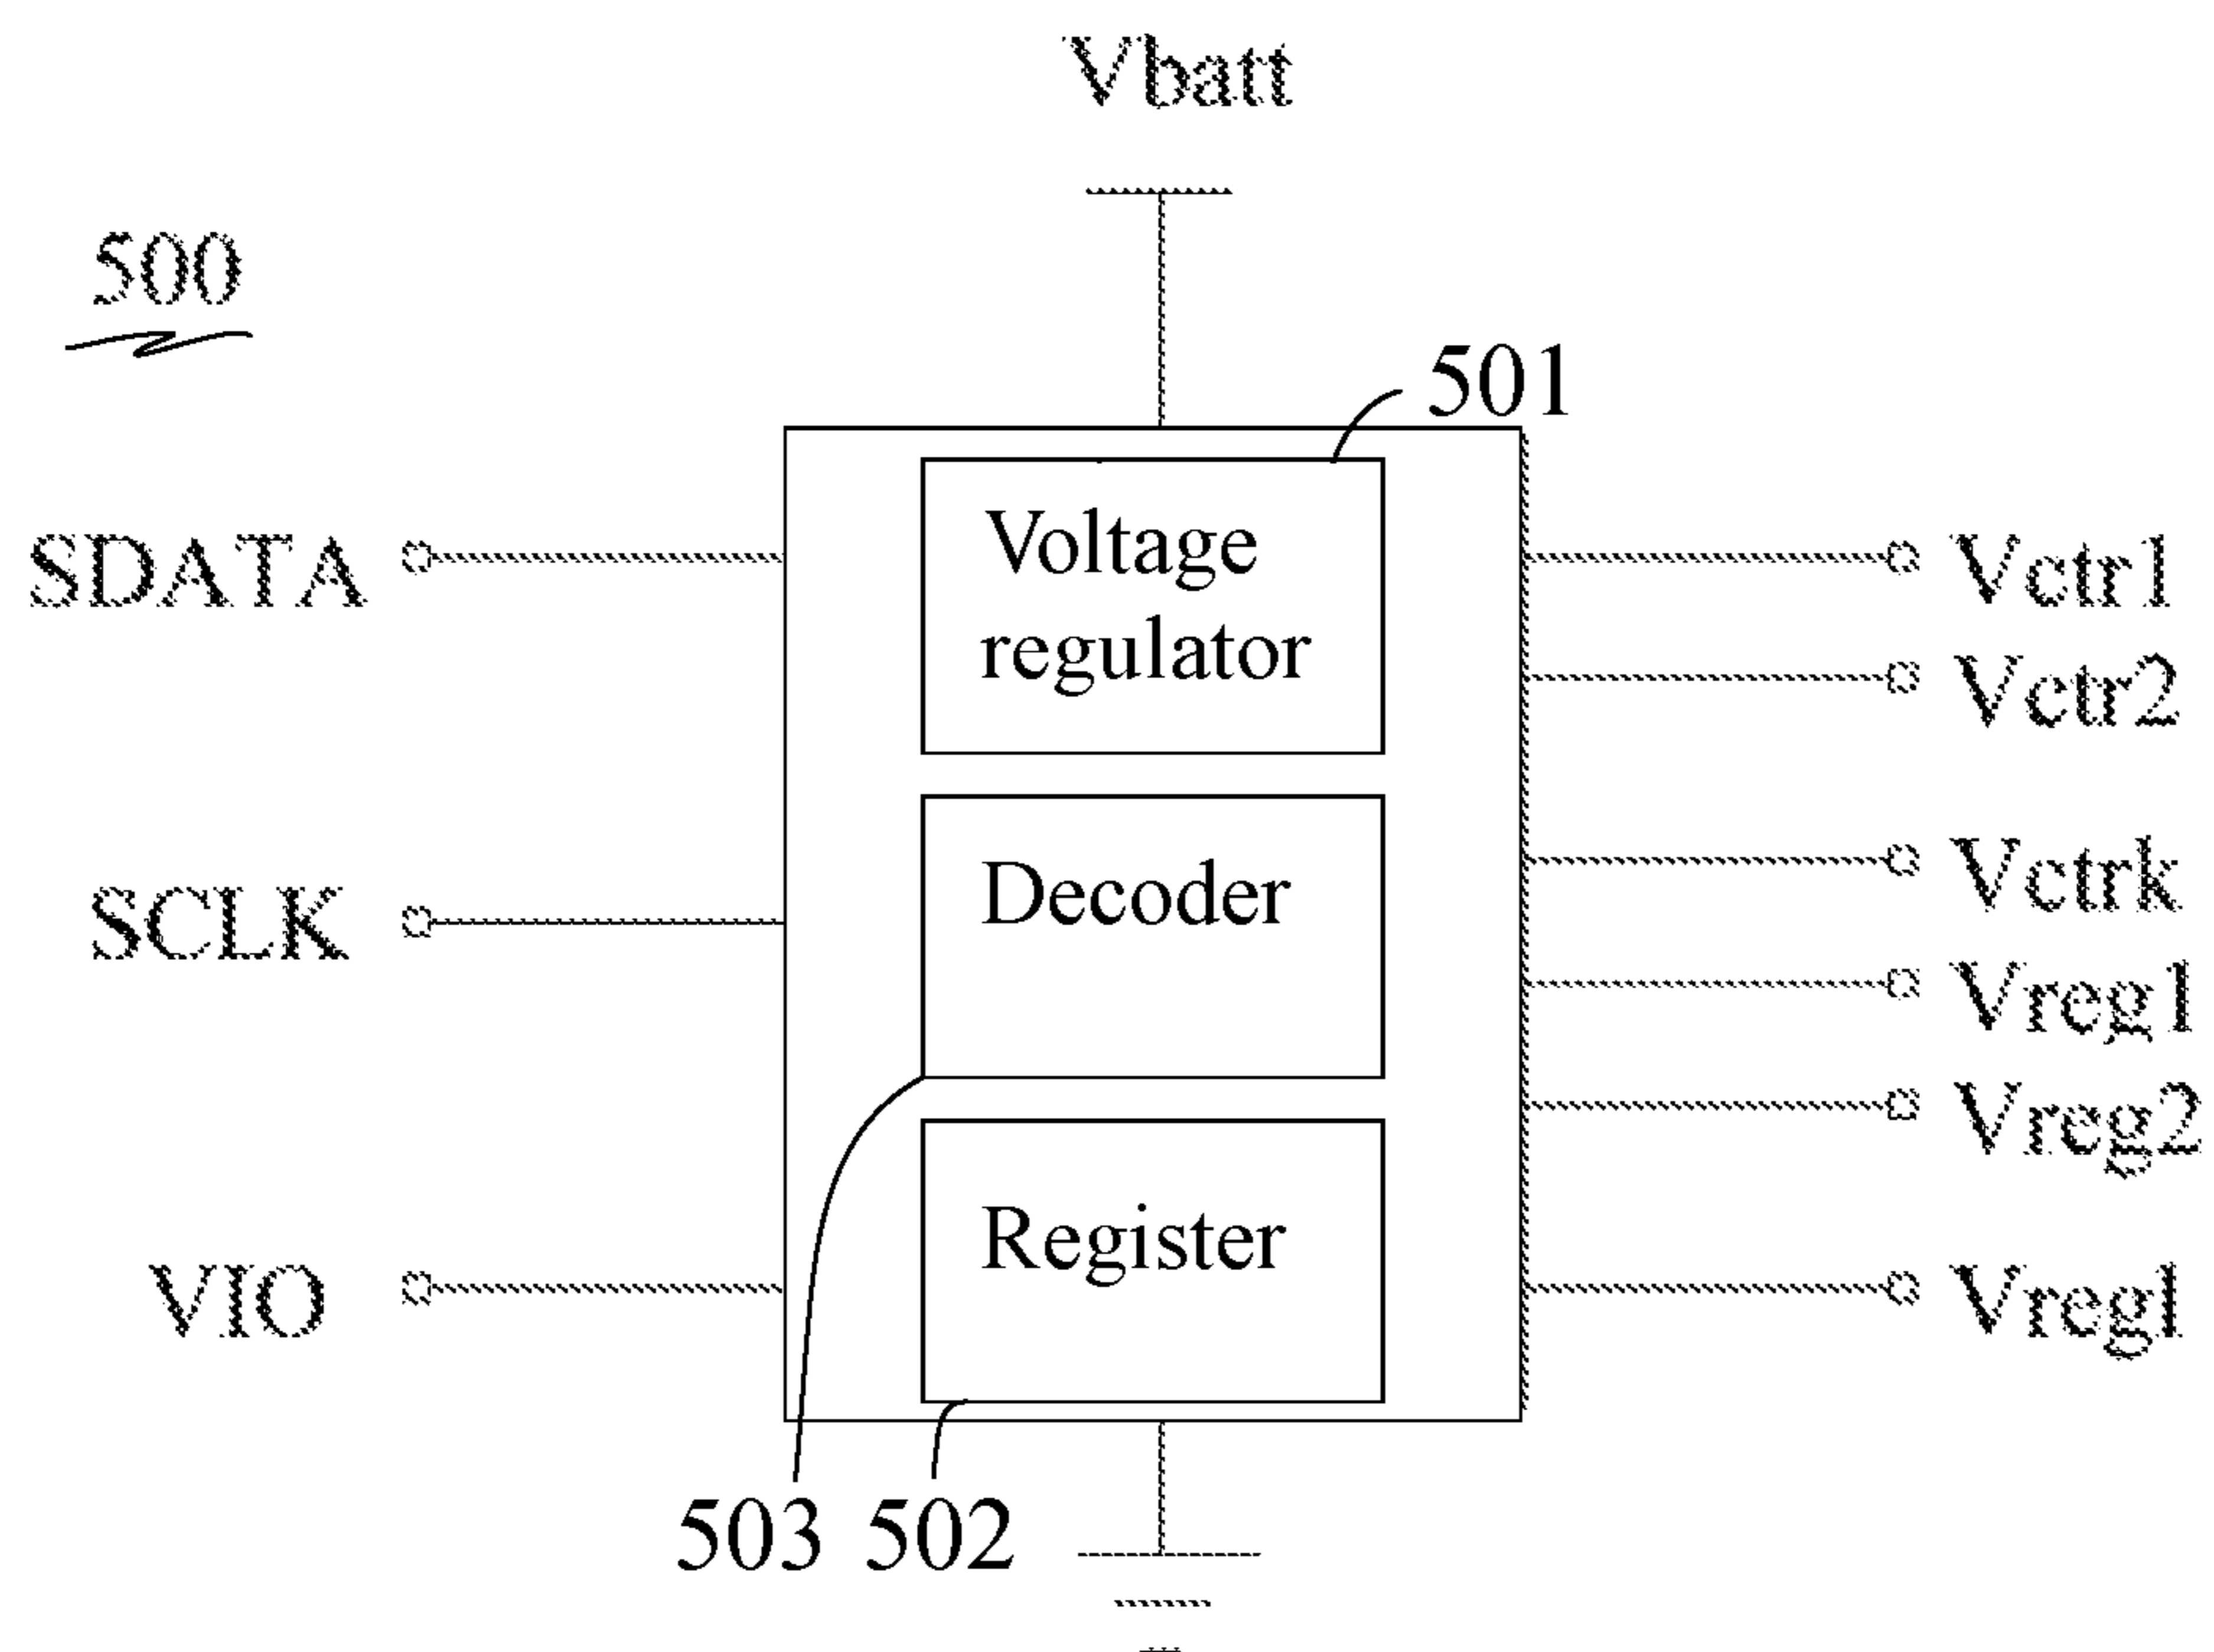 Vbatt
500
501
SDATA
SCLK
VIO
Voltage
regulator
Decoder
Register
Vctr1
Vctr2
Vctrk
Vreg1
Vreg2
Vregl
503
502